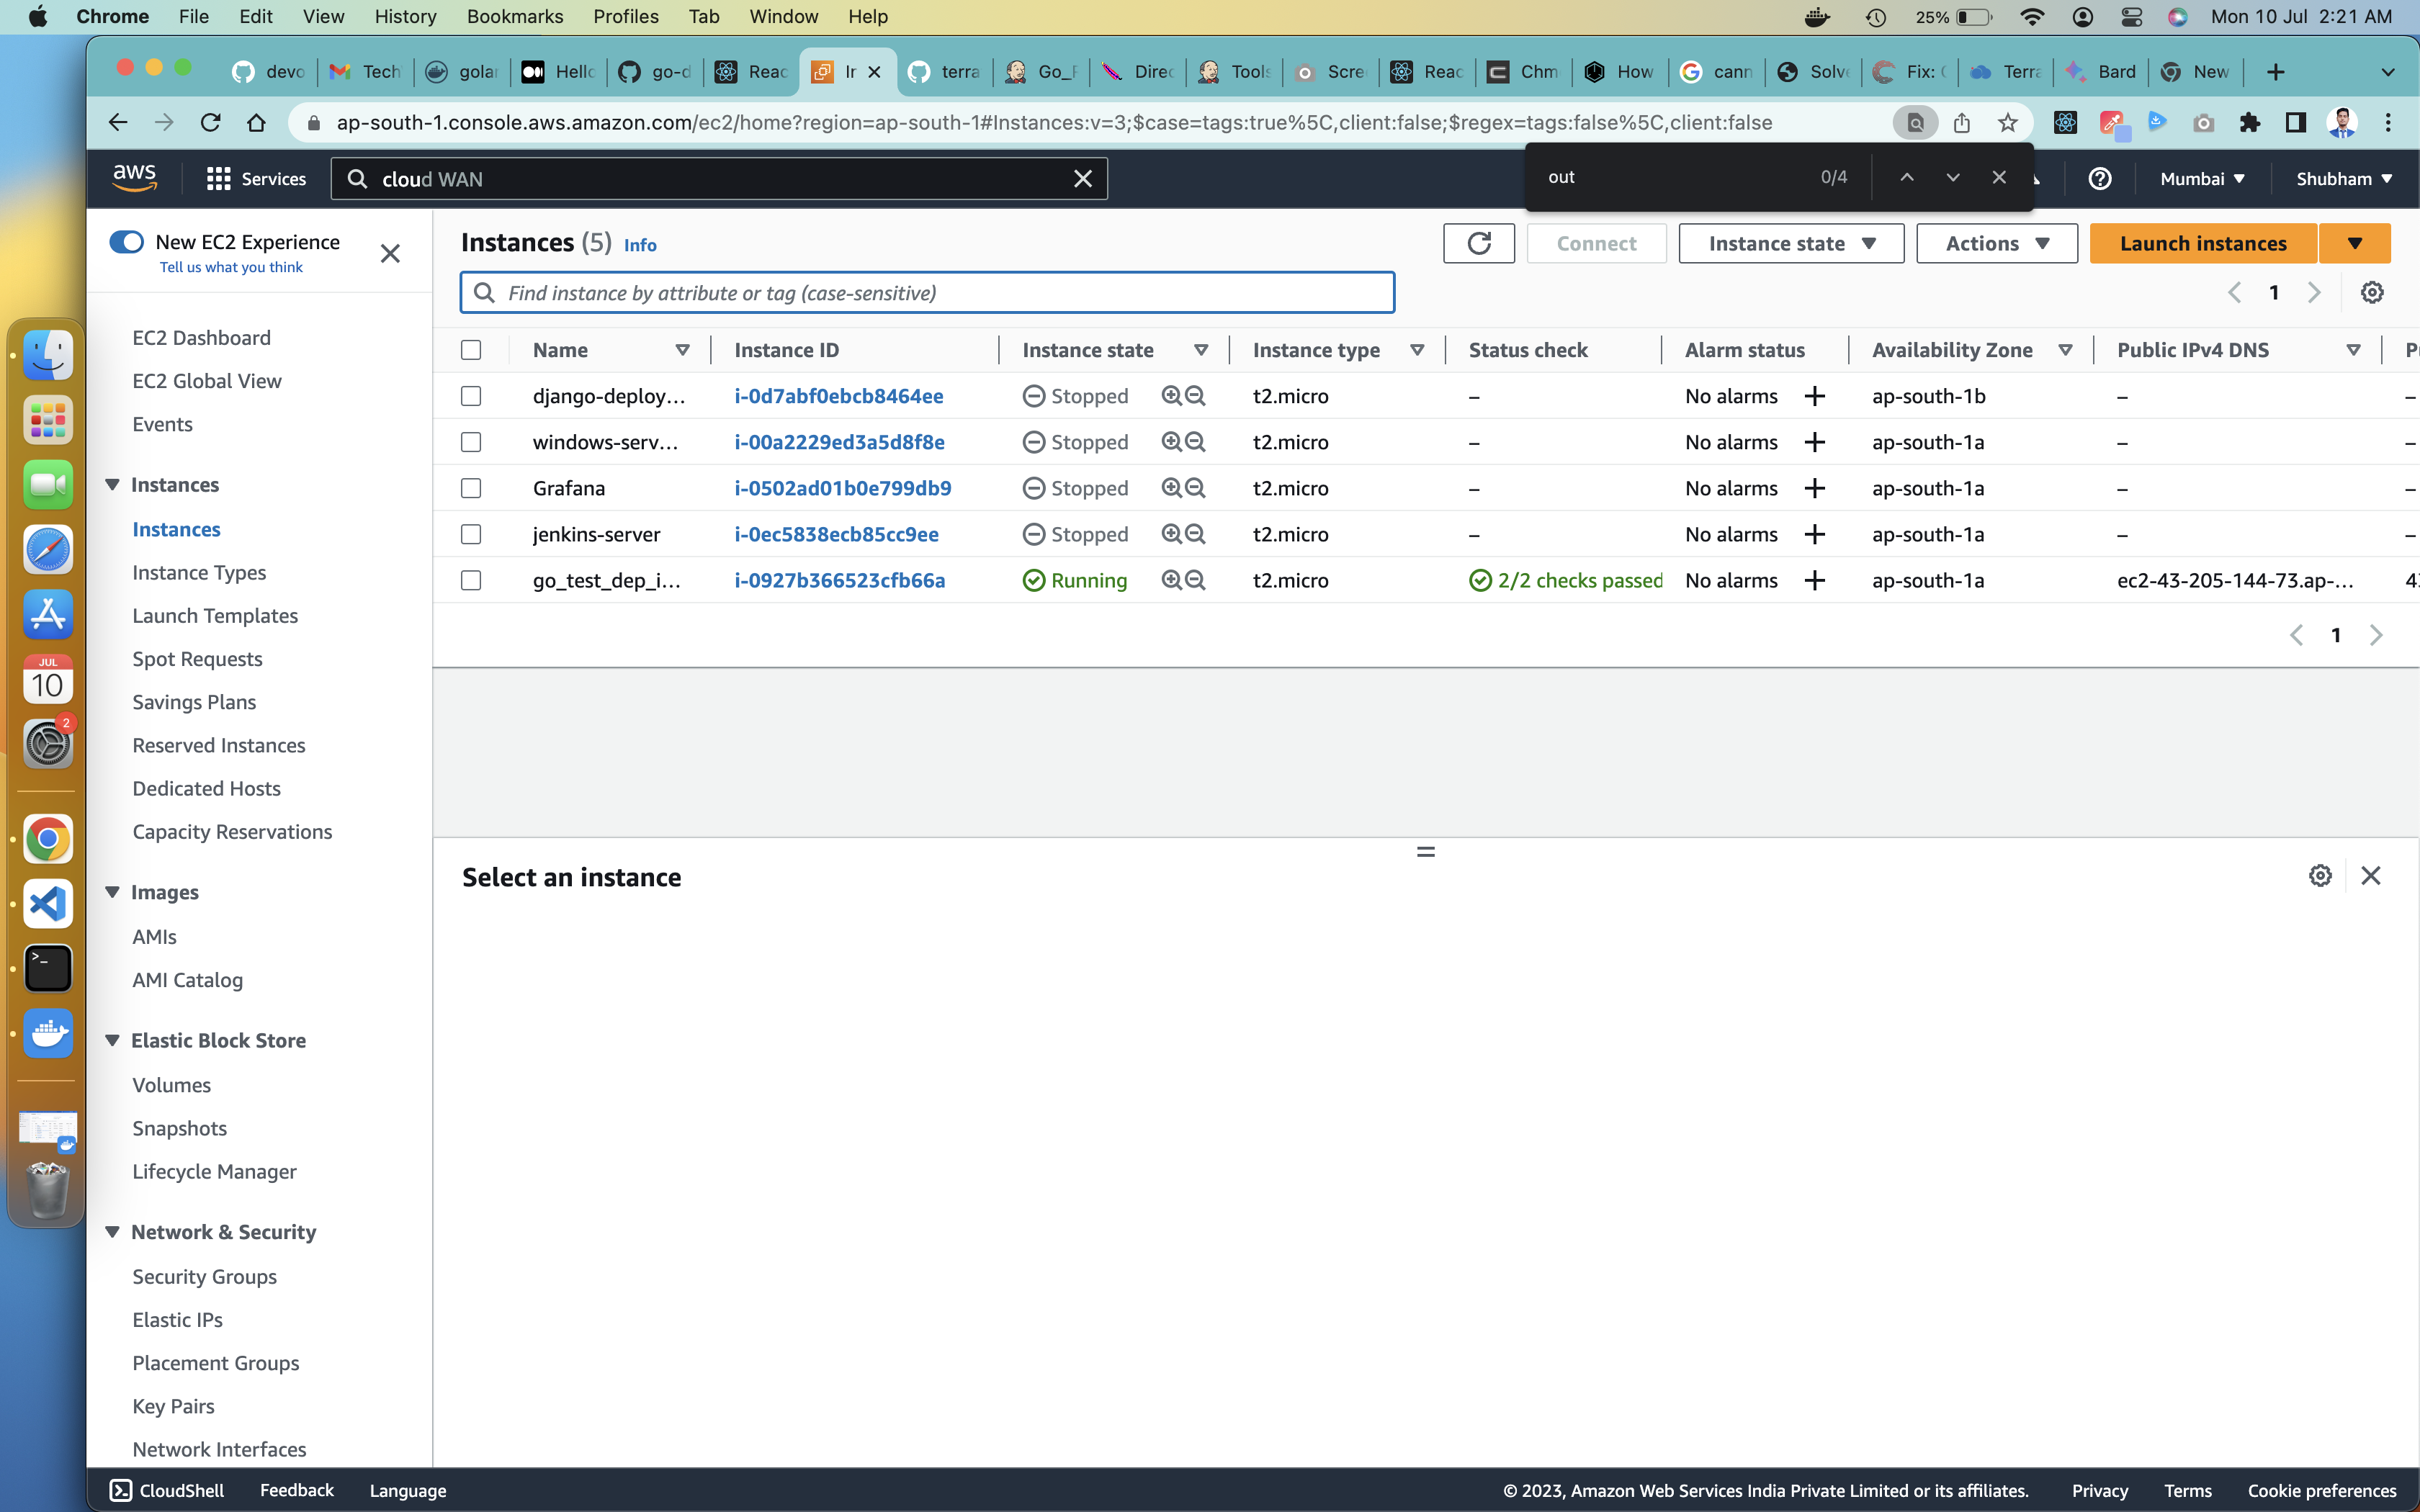 Chrome File Edit View History Bookmarks Profiles Tab Window Help 25% Mon 10 Jul 2:21 AM
devo Tech golan Hello go-d Reac In terra Go_P Direc Tools Scree Reac Chm How cann Solve Fix: C Terra Bard New
ap-south-1.console.aws.amazon.com/ec2/home?region=ap-south-1#Instances:v=3;$case=tags:true%5C,client:false;$regex=tags:false%5C,client:false
aws Services cloud WAN Mumbai Shubham
out 0/4
New EC2 Experience
Tell us what you think
EC2 Dashboard
EC2 Global View
Events
Instances
Instances
Instance Types
Launch Templates
Spot Requests
Savings Plans
Reserved Instances
Dedicated Hosts
Capacity Reservations
Images
AMIs
AMI Catalog
Elastic Block Store
Volumes
Snapshots
Lifecycle Manager
Network & Security
Security Groups
Elastic IPs
Placement Groups
Key Pairs
Network Interfaces
Instances (5) Info
Connect Instance state Actions Launch instances
Find instance by attribute or tag (case-sensitive)
1
Name Instance ID Instance state Instance type Status check Alarm status Availability Zone Public IPv4 DNS
django-deploy... i-0d7abf0ebcb8464ee Stopped t2.micro – No alarms + ap-south-1b – –
windows-serv... i-00a2229ed3a5d8f8e Stopped t2.micro – No alarms + ap-south-1a – –
Grafana i-0502ad01b0e799db9 Stopped t2.micro – No alarms + ap-south-1a – –
jenkins-server i-0ec5838ecb85cc9ee Stopped t2.micro – No alarms + ap-south-1a – –
go_test_dep_i... i-0927b366523cfb66a Running t2.micro 2/2 checks passed No alarms + ap-south-1a ec2-43-205-144-73.ap-...
1
Select an instance
JUL
10
2
CloudShell Feedback Language © 2023, Amazon Web Services India Private Limited or its affiliates. Privacy Terms Cookie preferences